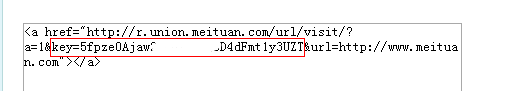 <a href="http://r.union.meituan.com/url/visit/?
a=1&key=5fpze0Ajaw D4dFmt1y3UZT&url=http://www.meitua
n.com"></a>